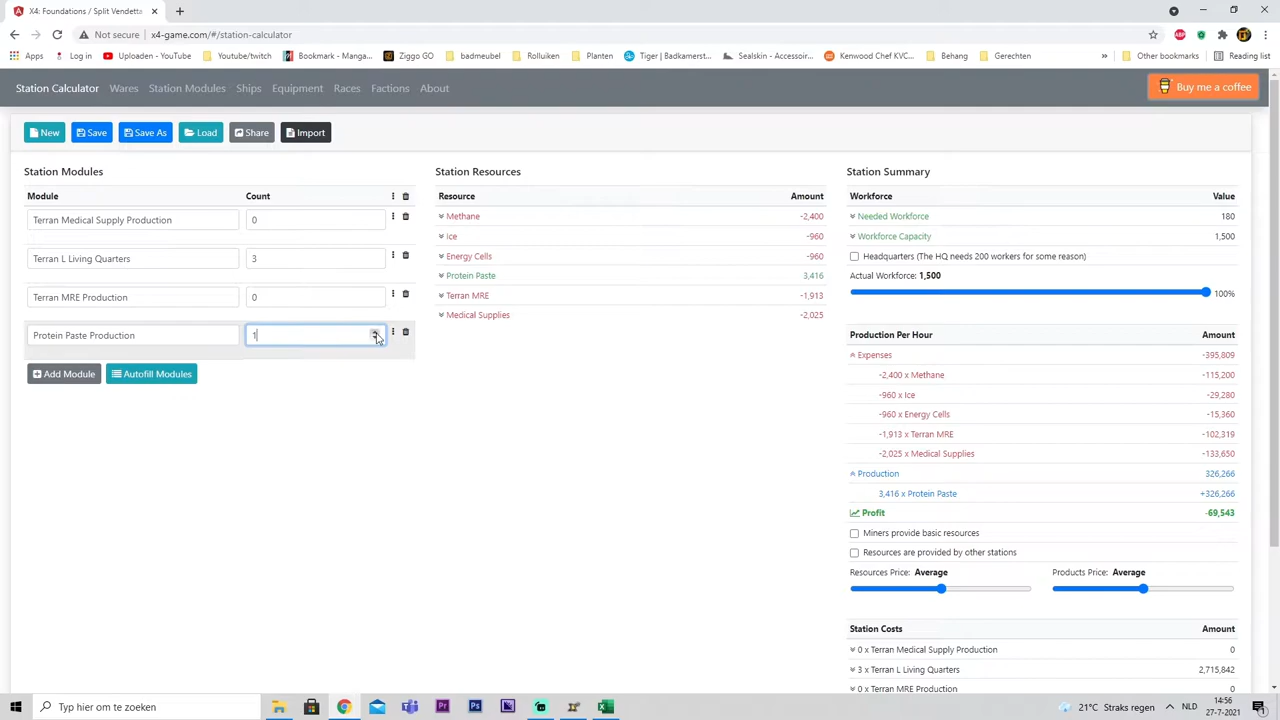 X4: Foundations / Split Vendetta
Not secure
x4-game.com/#/station-calculator
Apps
Log in
Uploaden - YouTube
Youtube/twitch
Bookmark - Manga...
Ziggo GO
badmeubel
Rolluiken
Planten
Tiger | Badkamerst...
Sealskin - Accessoir...
Kenwood Chef KVC...
Behang
Gerechten
Other bookmarks
Reading list
Station Calculator Wares Station Modules Ships Equipment Races Factions About
Buy me a coffee
New Save Save As Load Share Import
Station Modules
Module Count
Terran Medical Supply Production 0
Terran L Living Quarters 3
Terran MRE Production 0
Protein Paste Production 1
Add Module Autofill Modules
Station Resources
Resource Amount
Methane -2,400
Ice -960
Energy Cells -960
Protein Paste 3,416
Terran MRE -1,913
Medical Supplies -2,025
Station Summary
Workforce Value
Needed Workforce 180
Workforce Capacity 1,500
Headquarters (The HQ needs 200 workers for some reason)
Actual Workforce: 1,500
100%
Production Per Hour Amount
Expenses -395,809
-2,400 x Methane -115,200
-960 x Ice -29,280
-960 x Energy Cells -15,360
-1,913 x Terran MRE -102,319
-2,025 x Medical Supplies -133,650
Production 326,266
3,416 x Protein Paste +326,266
Profit -69,543
Miners provide basic resources
Resources are provided by other stations
Resources Price: Average Products Price: Average
Station Costs Amount
0 x Terran Medical Supply Production 0
3 x Terran L Living Quarters 2,715,842
0 x Terran MRE Production 0
Typ hier om te zoeken
21°C Straks regen
NLD
14:56
27-7-2021